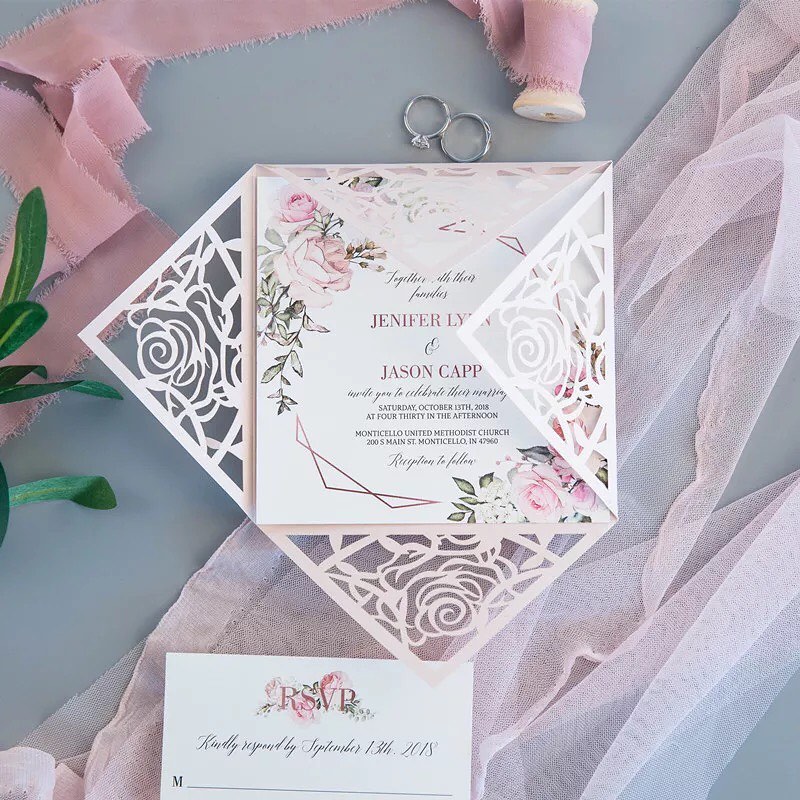 Together with their
families
JENIFER LYNN
&
JASON CAPP
invite you to celebrate their marriage
SATURDAY, OCTOBER 13TH, 2018
AT FOUR THIRTY IN THE AFTERNOON
MONTICELLO UNITED METHODIST CHURCH
200 S MAIN ST. MONTICELLO, IN 47960
Reception to follow
RSVP
Kindly respond by September 13th, 2018
M